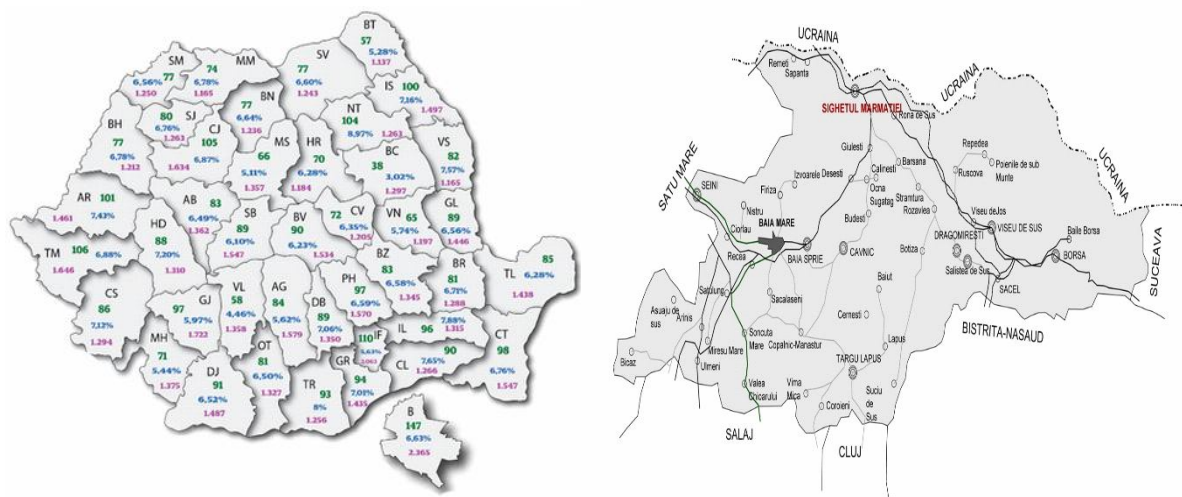 BT
57
5,28%
1.137
SM
6,56% 77
1.250
MM
74
6,78%
1.165
SV
77
6,60%
1.243
IS 100
7,16%
1.497
BN
77
6,64%
1.236
NT
104
8,97% 1.263
80 SJ
6,76%
1.263
CJ
105
6,87%
1.634
BH
77
6,78%
1.212
MS
66
5,11%
1.357
HR
70
6,28%
1.184
BC
38
3,02%
1.297
VS
82
7,57%
1.165
AR 101
1.461 7,43%
AB 83
6,49%
1.362
SB
89
6,10%
1.547
BV
90
6,23%
1.534
72 CV
6,35%
1.205
VN 65
5,74%
1.197
GL
89
6,56%
1.446
HD
88
7,20%
1.310
TM 106 6,88%
1.646
BZ
83
6,58%
1.345
BR
81
6,71%
1.288
85
TL 6,28%
1.438
CS
86
7,12%
1.294
GJ
97
5,97%
1.722
VL
58
4,46%
1.358
AG
84
5,62%
1.579
PH
97
6,59%
1.570
DB
89
7,06%
1.350
IF
110
5,63%
IL 96 7,88%
1.315
CT
98
6,76%
1.547
MH
71
5,44%
1.375
DJ
91
6,52%
1.487
OT
81
6,50%
1.327
TR
93
8%
1.256
GR
94
7,01%
1.435
90
CL 7,65%
1.266
B
147
6,63%
2.365
UCRAINA
Remeti
Sapanta
UCRAINA
SIGHETUL MARMATIEI
Rona de Sus
Giulesti
Barsana
Repedea
Poienile de sub
Munte
Ruscova
UCRAINA
SATU MARE
SEINI
Firiza
Izvoarele
Desesti
Calinesti
Ocna
Sugatag
Stramtura
Rozavlea
Nistru
Cicrlau
BAIA MARE
Budest
Viseu deJos
VISEU DE SUS
Baile Borsa
BORSA
Recea
BAIA SPRIE
CAVNIC
Botiza
DRAGOMIRESTI
Salistea de Sus
SACEL
SUCEAVA
Satulung
Sacalaseni
Baiut
Asuaju de
sus
Arinis
Cernesti
BISTRITA-NASAUD
Bicaz
Miresu Mare
Ulmeni
Soncuta
Mare
Copalnic-Manastur
Lapus
TARGU LAPUS
Valea
Chicarului
Vima
Mica
Coroieni
Suciu
de
Sus
SALAJ
CLUJ